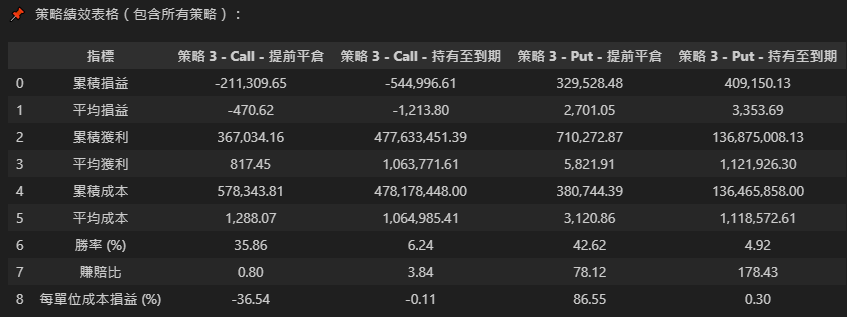 📌 策略績效表格（包含所有策略）：
指標 策略 3 - Call - 提前平倉 策略 3 - Call - 持有至到期 策略 3 - Put - 提前平倉 策略 3 - Put - 持有至到期
0 累積損益 -211,309.65 -544,996.61 329,528.48 409,150.13
1 平均損益 -470.62 -1,213.80 2,701.05 3,353.69
2 累積獲利 367,034.16 477,633,451.39 710,272.87 136,875,008.13
3 平均獲利 817.45 1,063,771.61 5,821.91 1,121,926.30
4 累積成本 578,343.81 478,178,448.00 380,744.39 136,465,858.00
5 平均成本 1,288.07 1,064,985.41 3,120.86 1,118,572.61
6 勝率 (%) 35.86 6.24 42.62 4.92
7 賺賠比 0.80 3.84 78.12 178.43
8 每單位成本損益 (%) -36.54 -0.11 86.55 0.30